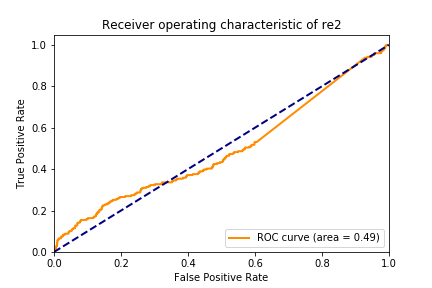 Receiver operating characteristic of re2
True Positive Rate
1.0
0.8
0.6
0.4
0.2
0.0
ROC curve (area = 0.49)
0.0 0.2 0.4 0.6 0.8 1.0
False Positive Rate